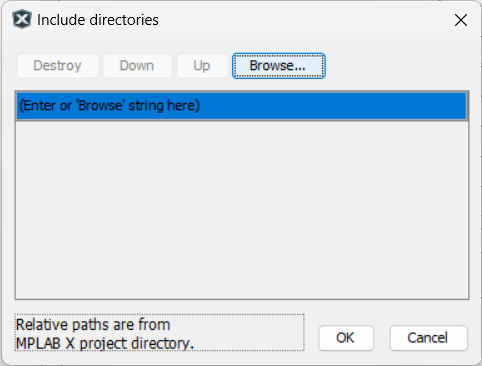 Include directories
Destroy Down Up Browse...
(Enter or 'Browse' string here)
Relative paths are from
MPLAB X project directory.
OK Cancel